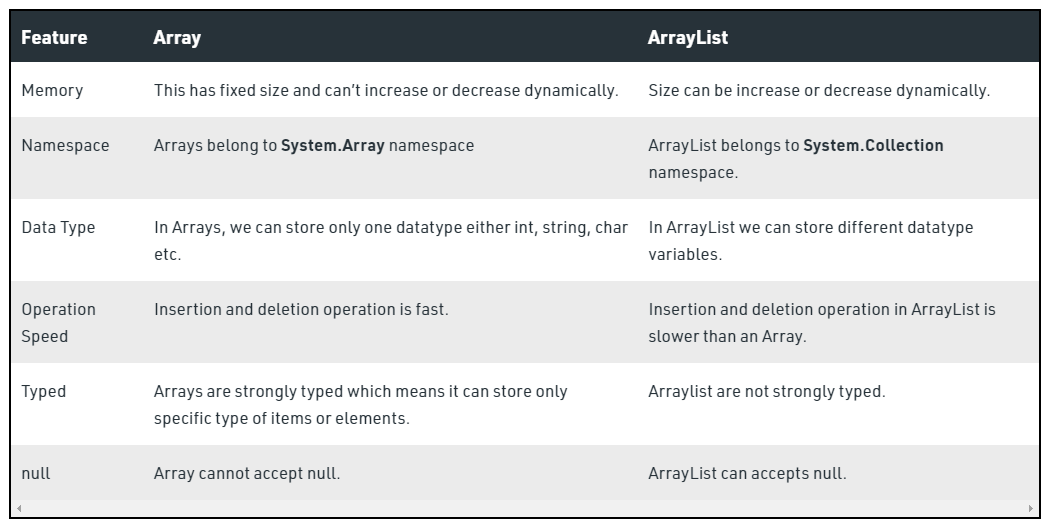 Feature Array ArrayList
Memory This has fixed size and can't increase or decrease dynamically. Size can be increase or decrease dynamically.
Namespace Arrays belong to System.Array namespace ArrayList belongs to System.Collection
namespace.
Data Type In Arrays, we can store only one datatype either int, string, char In ArrayList we can store different datatype
etc. variables.
Operation Insertion and deletion operation is fast. Insertion and deletion operation in ArrayList is
Speed slower than an Array.
Typed Arrays are strongly typed which means it can store only Arraylist are not strongly typed.
specific type of items or elements.
null Array cannot accept null. ArrayList can accepts null.